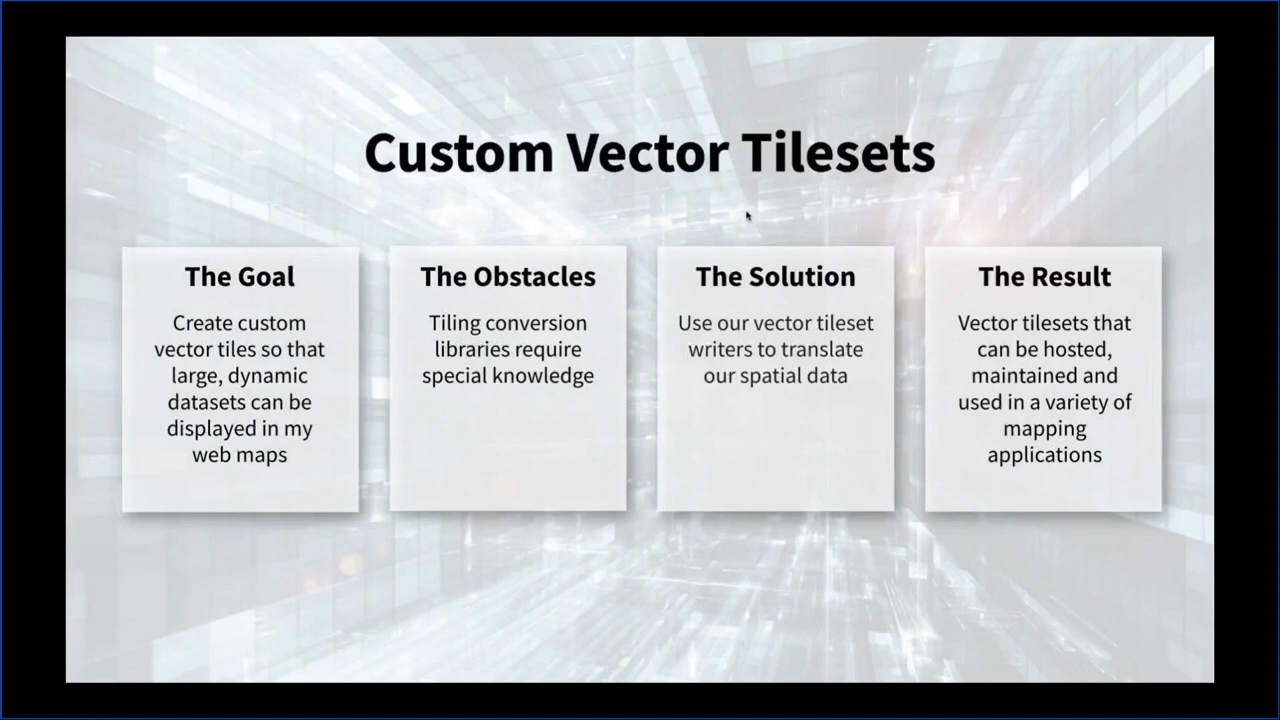 Custom Vector Tilesets
The Goal
Create custom
vector tiles so that
large, dynamic
datasets can be
displayed in my
web maps
The Obstacles
Tiling conversion
libraries require
special knowledge
The Solution
Use our vector tileset
writers to translate
our spatial data
The Result
Vector tilesets that
can be hosted,
maintained and
used in a variety of
mapping
applications